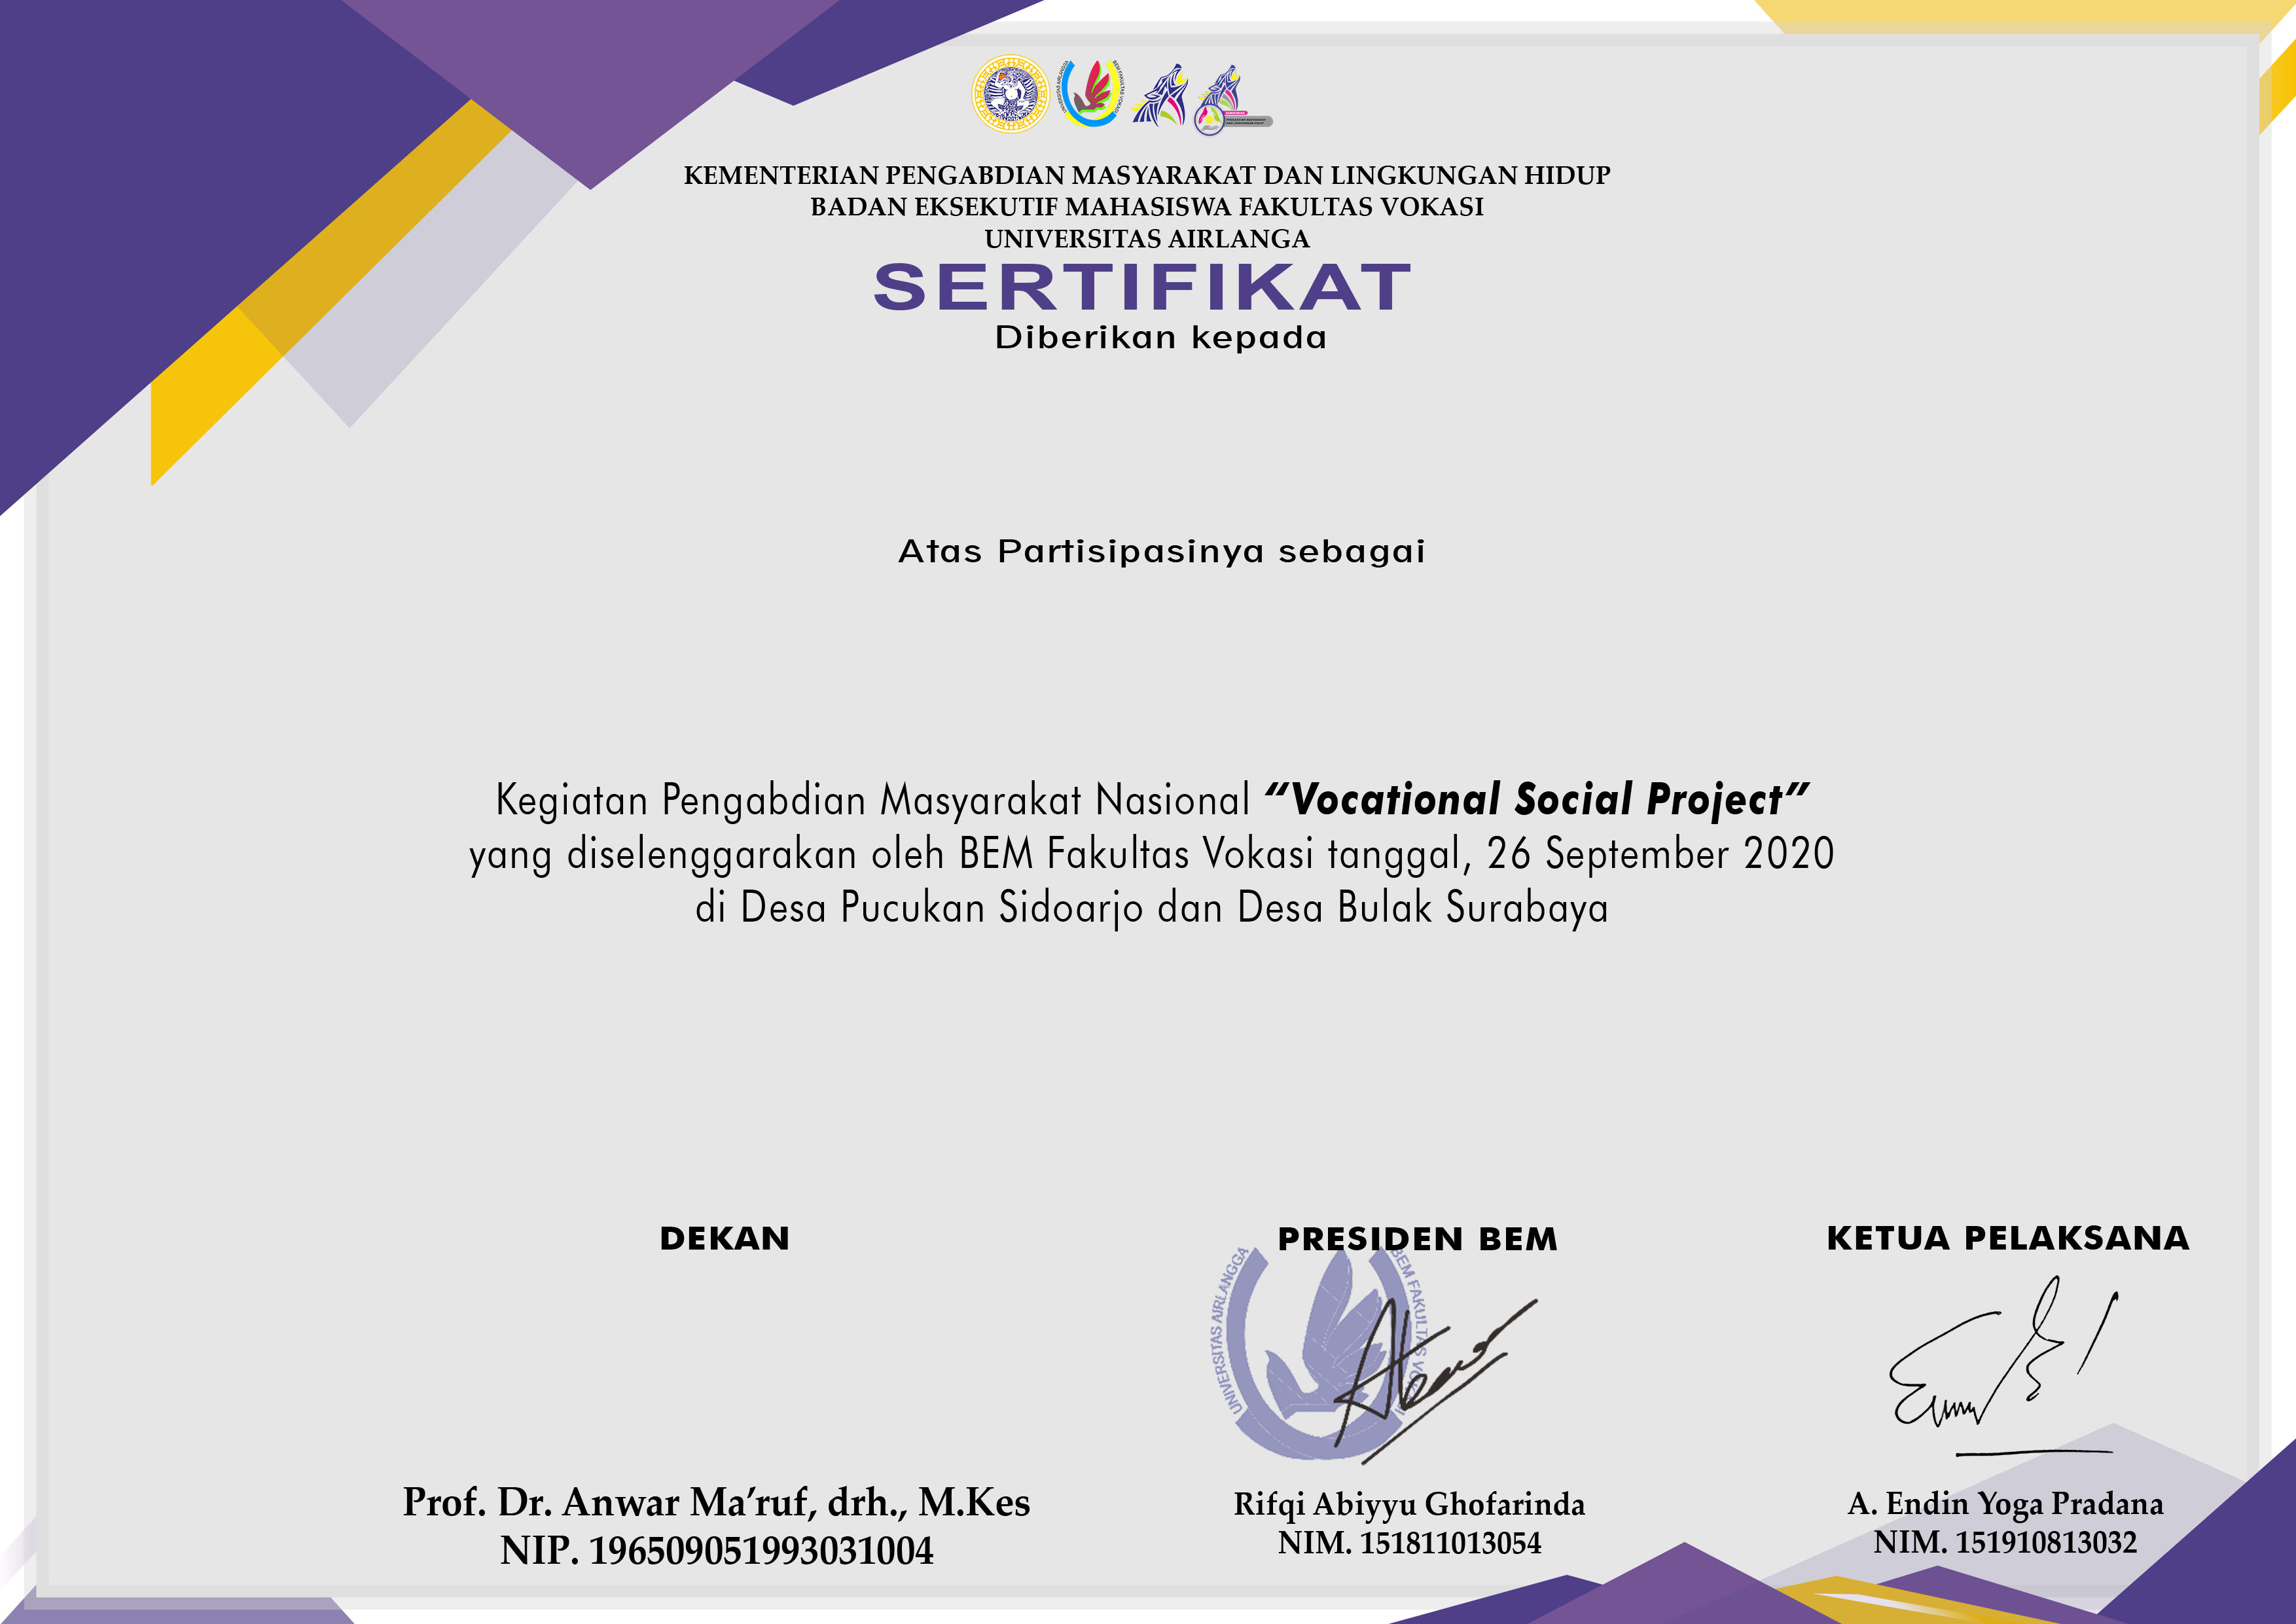 KEMENTERIAN PENGABDIAN MASYARAKAT DAN LINGKUNGAN HIDUP
BADAN EKSEKUTIF MAHASISWA FAKULTAS VOKASI
UNIVERSITAS AIRLANGA
SERTIFIKAT
Diberikan kepada
Atas Partisipasinya sebagai
Kegiatan Pengabdian Masyarakat Nasional “Vocational Social Project”
yang diselenggarakan oleh BEM Fakultas Vokasi tanggal, 26 September 2020
di Desa Pucukan Sidoarjo dan Desa Bulak Surabaya
DEKAN
Prof. Dr. Anwar Ma’ruf, drh., M.Kes
NIP. 196509051993031004
PRESIDEN BEM
UNIVERSITAS AIRLANGGA
BEM FAKULTAS
Rifqi Abiyyu Ghofarinda
NIM. 151811013054
KETUA PELAKSANA
A. Endin Yoga Pradana
NIM. 151910813032